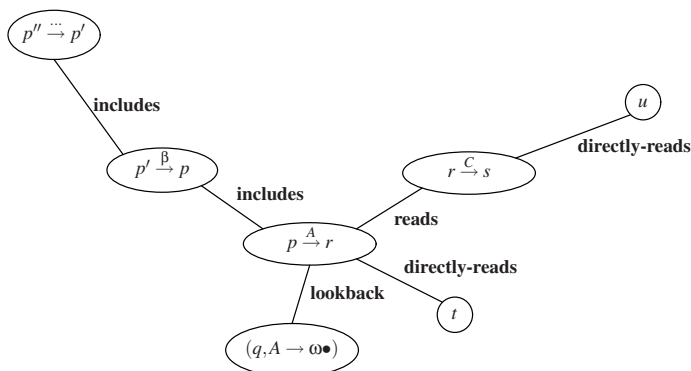 p'' →^{...} p'
includes
u
directly-reads
p' →^{β} p
r →^{C} s
includes
reads
p →^{A} r
directly-reads
lookback
t
(q, A → ω•)